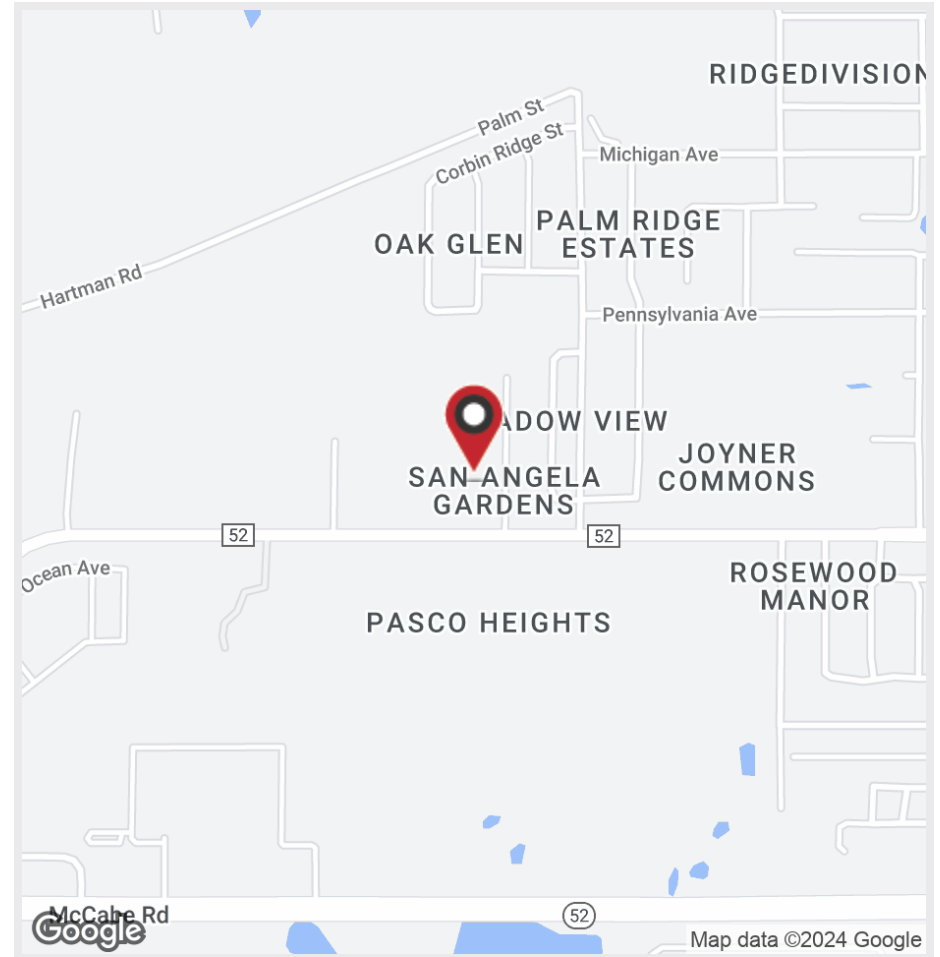 RIDGEDIVISION
Palm St
Corbin Ridge St
Michigan Ave
PALM RIDGE
ESTATES
OAK GLEN
Hartman Rd
Pennsylvania Ave
ADOW VIEW
JOYNER
COMMONS
SAN ANGELA
GARDENS
52
52
Ocean Ave
ROSEWOOD
MANOR
PASCO HEIGHTS
McCabe Rd
52
Google
Map data ©2024 Google